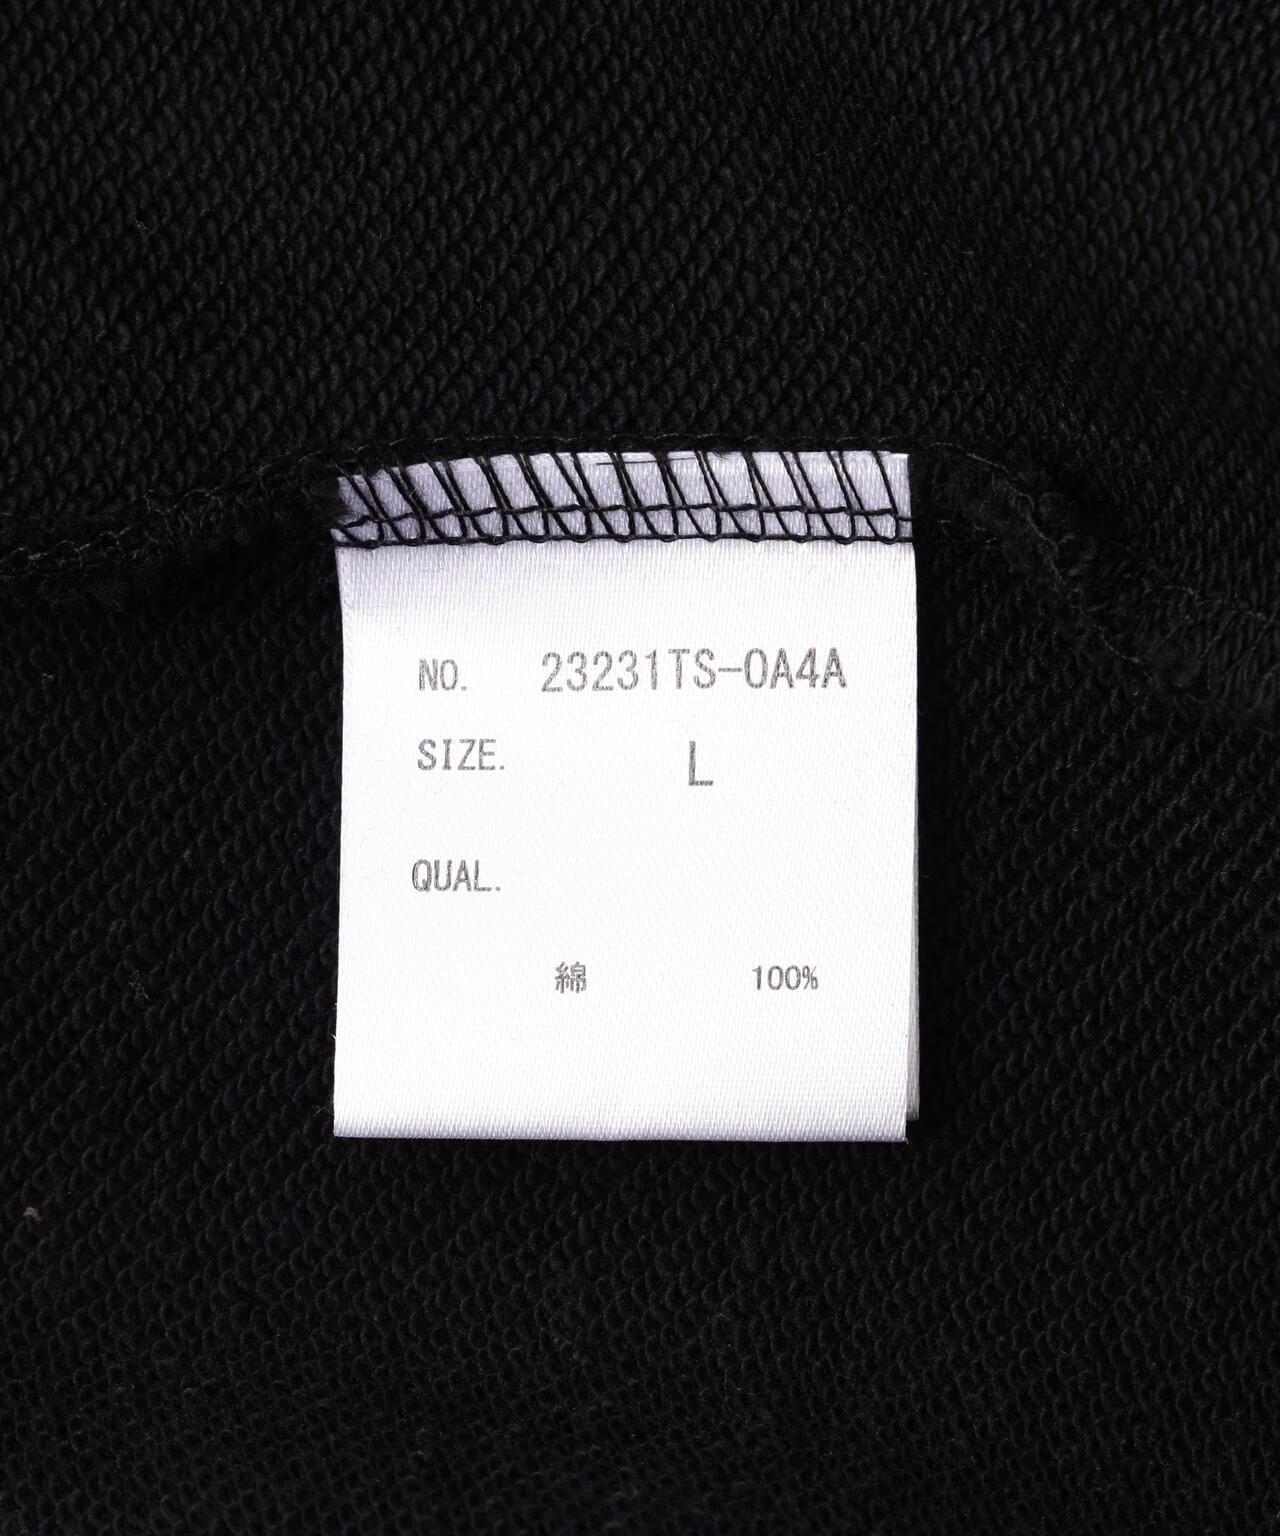 NO. 23231TS-0A4A
SIZE. L
QUAL.
綿 100%